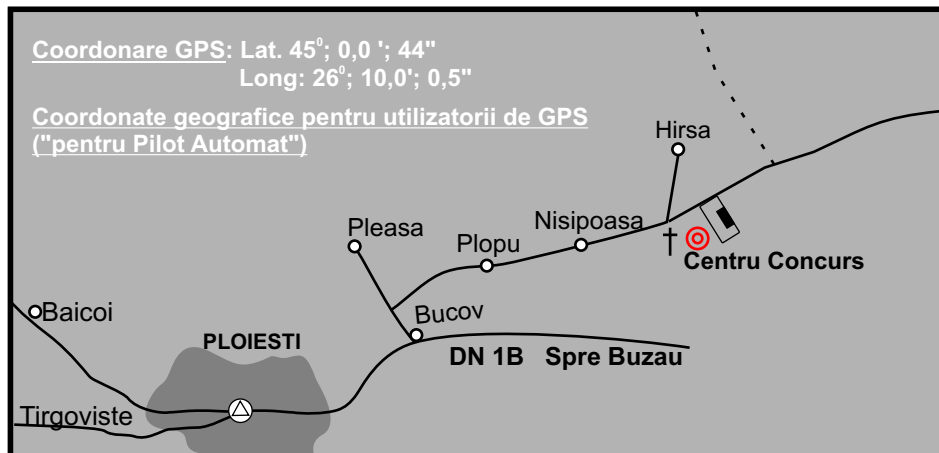 Coordonare GPS: Lat. 45⁰; 0,0 '; 44"
Long: 26⁰; 10,0'; 0,5"
Coordonate geografice pentru utilizatorii de GPS
("pentru Pilot Automat")
Hirsa
Nisipoasa
Pleasa
Plopu
Centru Concurs
Baicoi
Bucov
PLOIESTI
DN 1B Spre Buzau
Tirgoviste